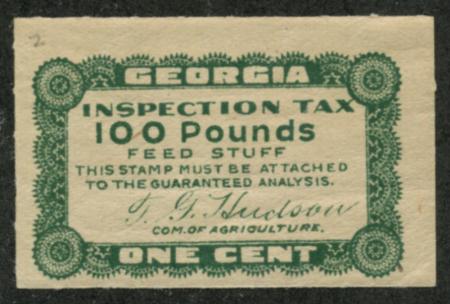 2
GEORGIA
INSPECTION TAX
100 Pounds
FEED STUFF
THIS STAMP MUST BE ATTACHED
TO THE GUARANTEED ANALYSIS.
T. G. Hudson
COM. OF AGRICULTURE.
ONE CENT